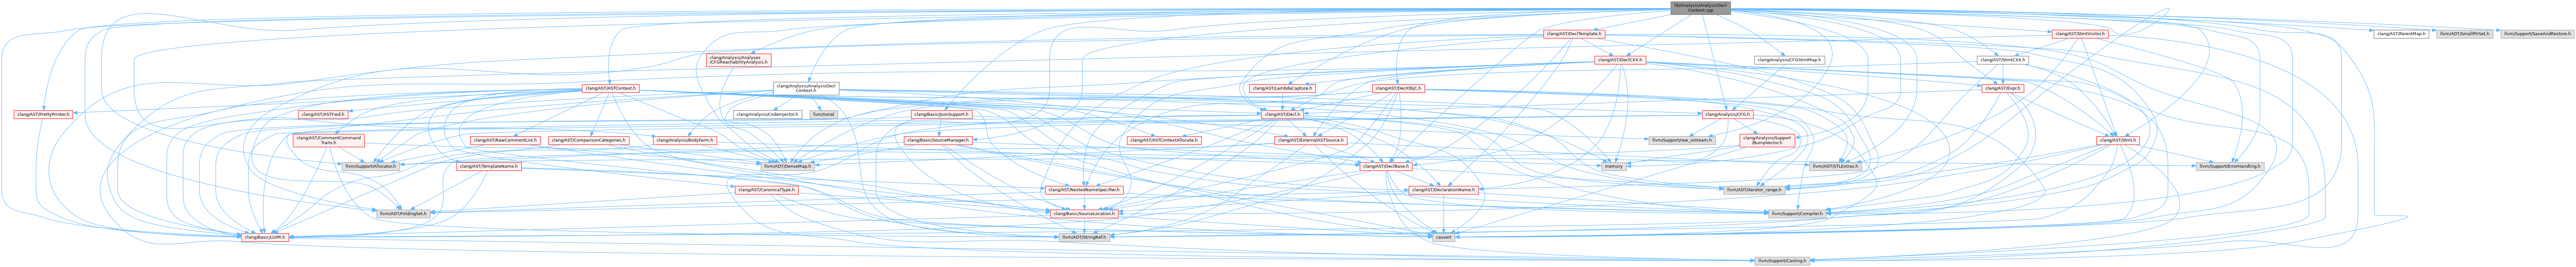 lib/Analysis/AnalysisDecl
Context.cpp
clang/AST/DeclTemplate.h
clang/AST/StmtVisitor.h
clang/AST/ParentMap.h
llvm/ADT/SmallPtrSet.h
llvm/Support/SaveAndRestore.h
clang/Analysis/Analyses
/CFGReachabilityAnalysis.h
clang/AST/DeclCXX.h
clang/Analysis/CFGStmtMap.h
clang/AST/StmtCXX.h
clang/AST/ASTContext.h
clang/Analysis/AnalysisDecl
Context.h
clang/AST/LambdaCapture.h
clang/AST/DeclObjC.h
clang/AST/Expr.h
clang/AST/PrettyPrinter.h
clang/AST/ASTFwd.h
clang/Analysis/CodeInjector.h
functional
clang/Basic/JsonSupport.h
clang/AST/Decl.h
clang/Analysis/CFG.h
clang/AST/CommentCommand
Traits.h
clang/AST/RawCommentList.h
clang/AST/ComparisonCategories.h
clang/Analysis/BodyFarm.h
clang/Basic/SourceManager.h
clang/AST/ASTContextAllocate.h
clang/AST/ExternalASTSource.h
llvm/Support/raw_ostream.h
clang/Analysis/Support
/BumpVector.h
clang/AST/Stmt.h
llvm/Support/Allocator.h
clang/AST/TemplateName.h
llvm/ADT/DenseMap.h
clang/AST/DeclBase.h
memory
llvm/ADT/STLExtras.h
llvm/Support/ErrorHandling.h
clang/AST/CanonicalType.h
clang/AST/NestedNameSpecifier.h
clang/AST/DeclarationName.h
llvm/ADT/iterator_range.h
llvm/ADT/FoldingSet.h
clang/Basic/SourceLocation.h
llvm/Support/Compiler.h
clang/Basic/LLVM.h
llvm/ADT/StringRef.h
cassert
llvm/Support/Casting.h